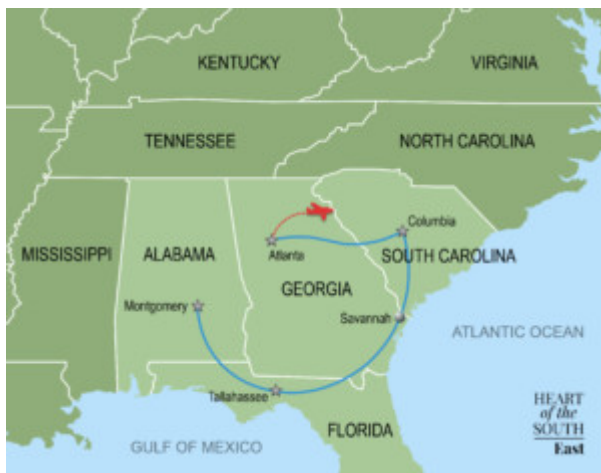 KENTUCKY
VIRGINIA
TENNESSEE
NORTH CAROLINA
Columbia
Atlanta
MISSISSIPPI
ALABAMA
SOUTH CAROLINA
GEORGIA
Montgomery
Savannah
ATLANTIC OCEAN
Tallahassee
HEART
of the
SOUTH
East
FLORIDA
GULF OF MEXICO